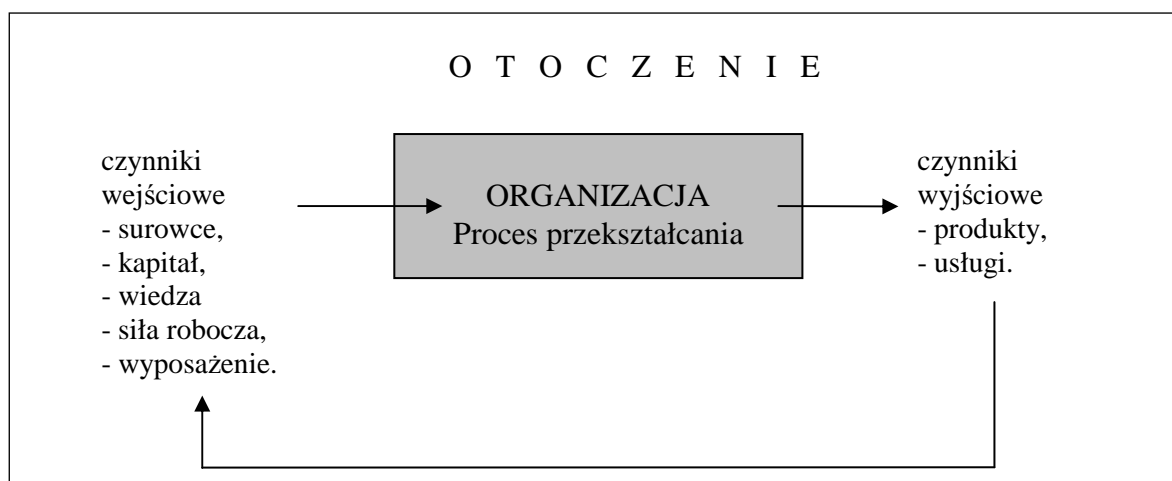 O T O C Z E N I E
czynniki
wejściowe
- surowce,
- kapitał,
- wiedza
- siła robocza,
- wyposażenie.
ORGANIZACJA
Proces przekształcania
czynniki
wyjściowe
- produkty,
- usługi.